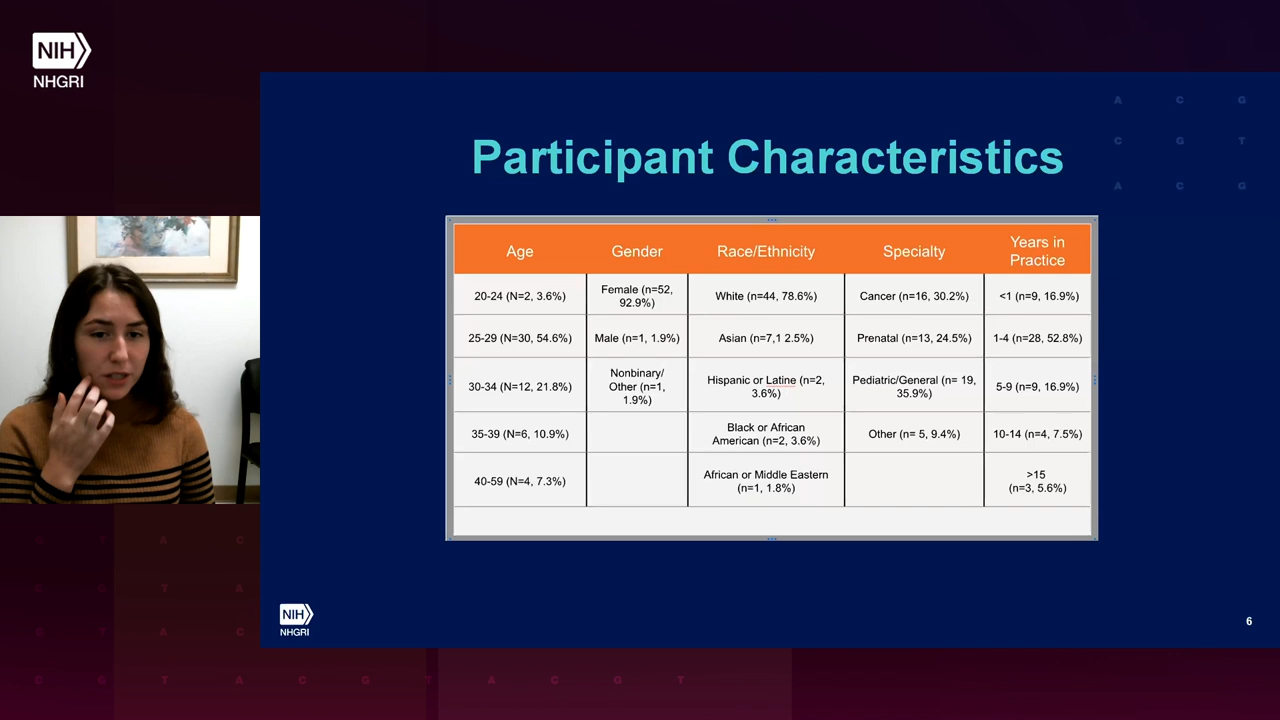 NIH
NHGRI
A C G
C G T
A C G
Participant Characteristics
Age
Gender
Race/Ethnicity
Specialty
Years in
Practice
20-24 (N=2, 3.6%)
Female (n=52,
92.9%)
White (n=44, 78.6%)
Cancer (n=16, 30.2%)
<1 (n=9, 16.9%)
25-29 (N=30, 54.6%)
Male (n=1, 1.9%)
Asian (n=7,1 2.5%)
Prenatal (n=13, 24.5%)
1-4 (n=28, 52.8%)
30-34 (N=12, 21.8%)
Nonbinary/
Other (n=1,
1.9%)
Hispanic or Latine (n=2,
3.6%)
Pediatric/General (n= 19,
35.9%)
5-9 (n=9, 16.9%)
35-39 (N=6, 10.9%)
Black or African
American (n=2, 3.6%)
Other (n= 5, 9.4%)
10-14 (n=4, 7.5%)
40-59 (N=4, 7.3%)
African or Middle Eastern
(n=1, 1.8%)
>15
(n=3, 5.6%)
NIH
NHGRI
6
G T A C
G G T A
G T A C
C G T A C G T A C G T